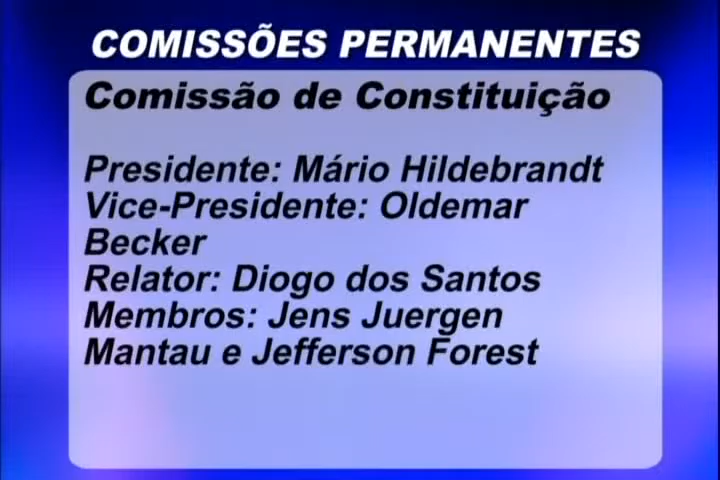 COMISSÕES PERMANENTES
Comissão de Constituição
Presidente: Mário Hildebrandt
Vice-Presidente: Oldemar
Becker
Relator: Diogo dos Santos
Membros: Jens Juergen
Mantau e Jefferson Forest